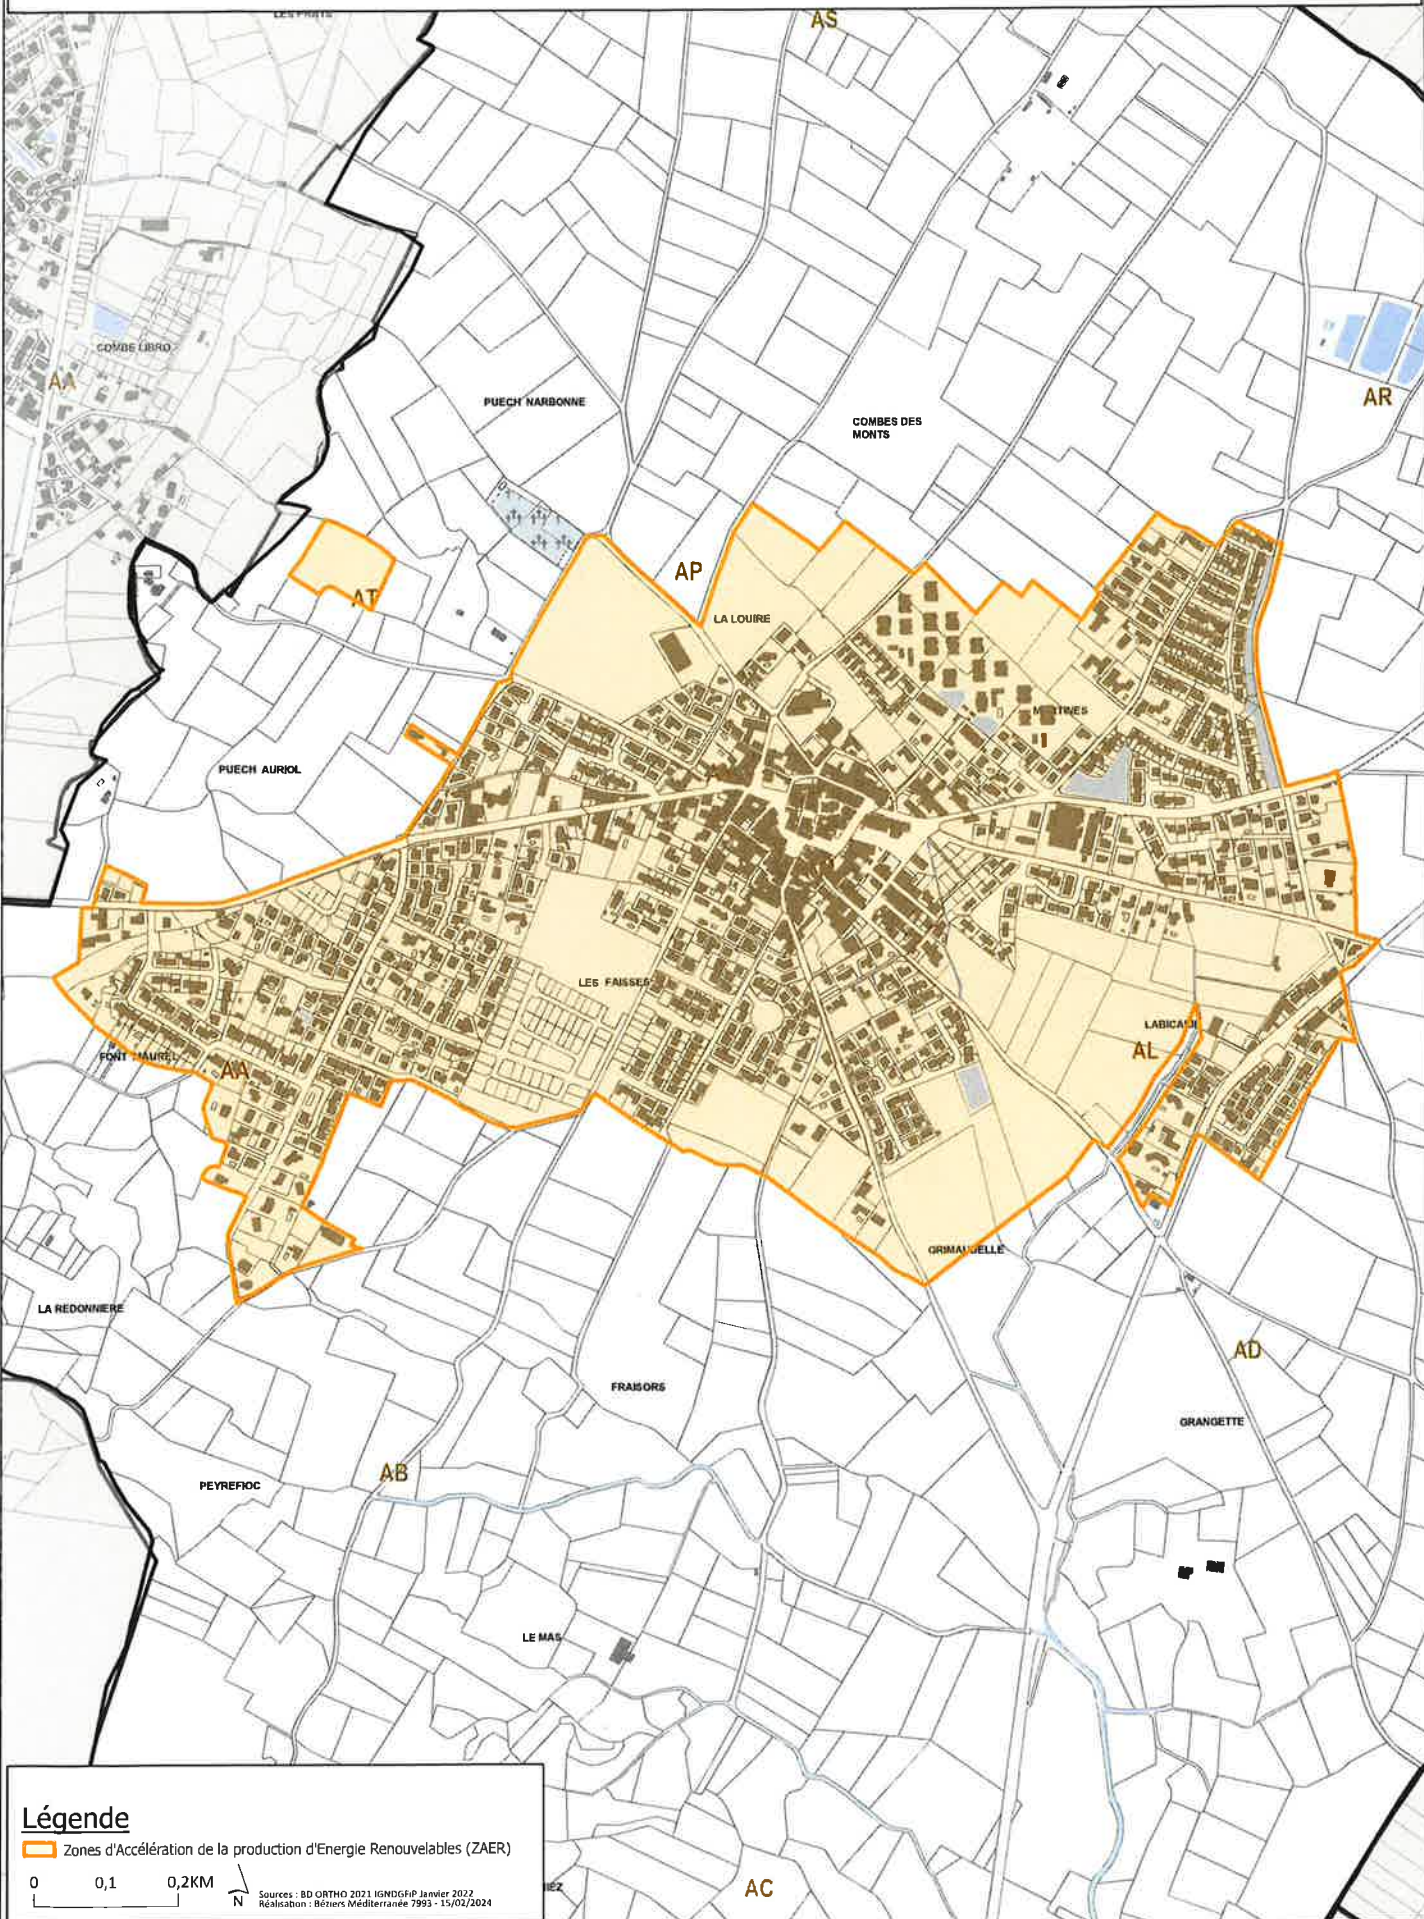 LES PRATS
AS
COMBE LIBRO
AA
AR
PUECH NARBONNE
COMBES DES
MONTS
AP
AT
LA LOUIRE
PUECH AURIOL
LES FAISSES
AA
AL
GRIMAUDELLE
LA REDONNIERE
AD
FRAISORS
GRANGETTE
AB
PEYREFIOC
LE MAS
AC
Légende
Zones d'Accélération de la production d'Energie Renouvelables (ZAER)
0 0,1 0,2KM
N
Sources : BD ORTHO 2021 IGNDGFiP Janvier 2022
Réalisation : Béziers Méditerranée 7993 - 15/02/2024